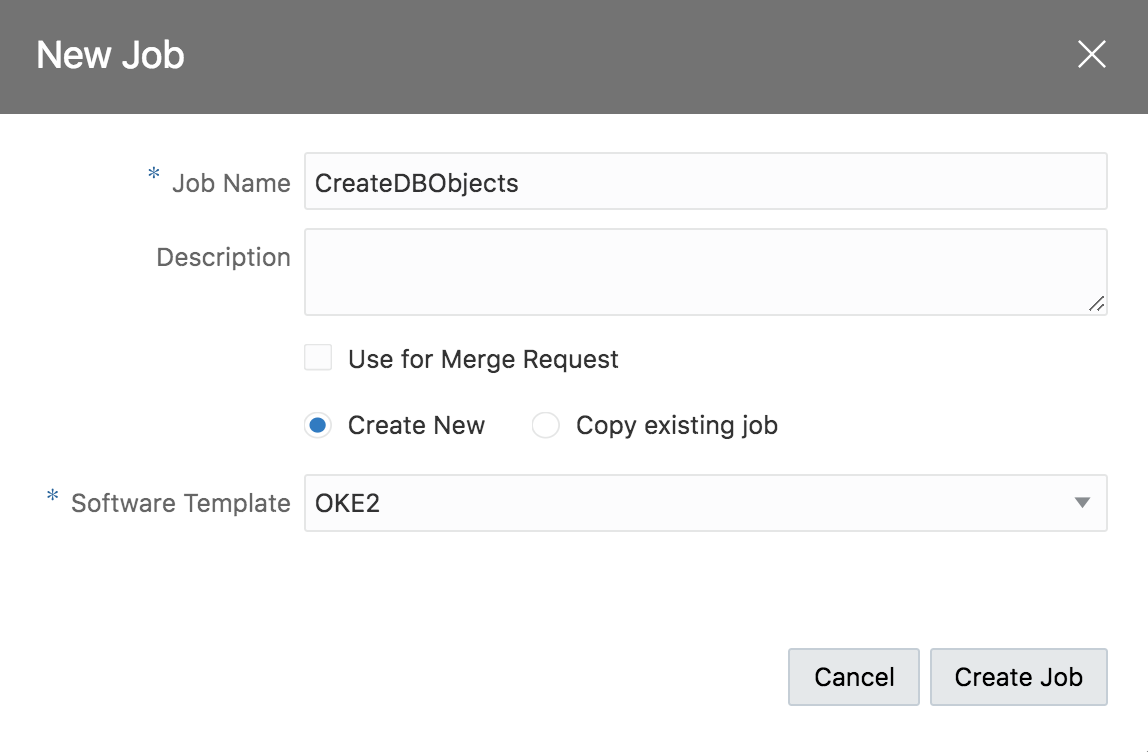 New Job
* Job Name CreateDBObjects
Description
Use for Merge Request
Create New Copy existing job
* Software Template OKE2
Cancel Create Job